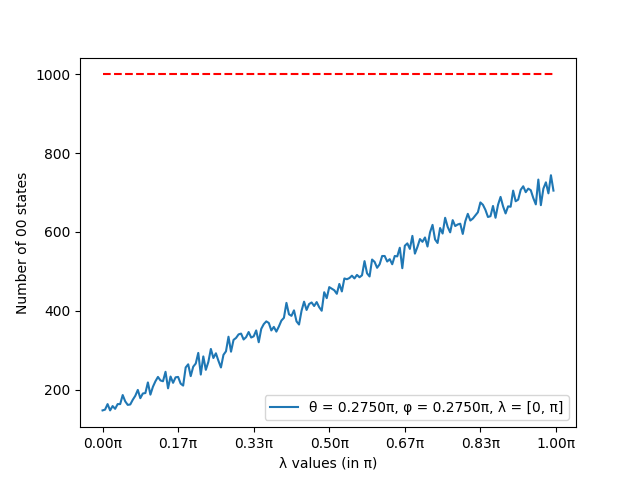 1000
800
600
400
200
Number of 00 states
θ = 0.2750π, φ = 0.2750π, λ = [0, π]
0.00π 0.17π 0.33π 0.50π 0.67π 0.83π 1.00π
λ values (in π)